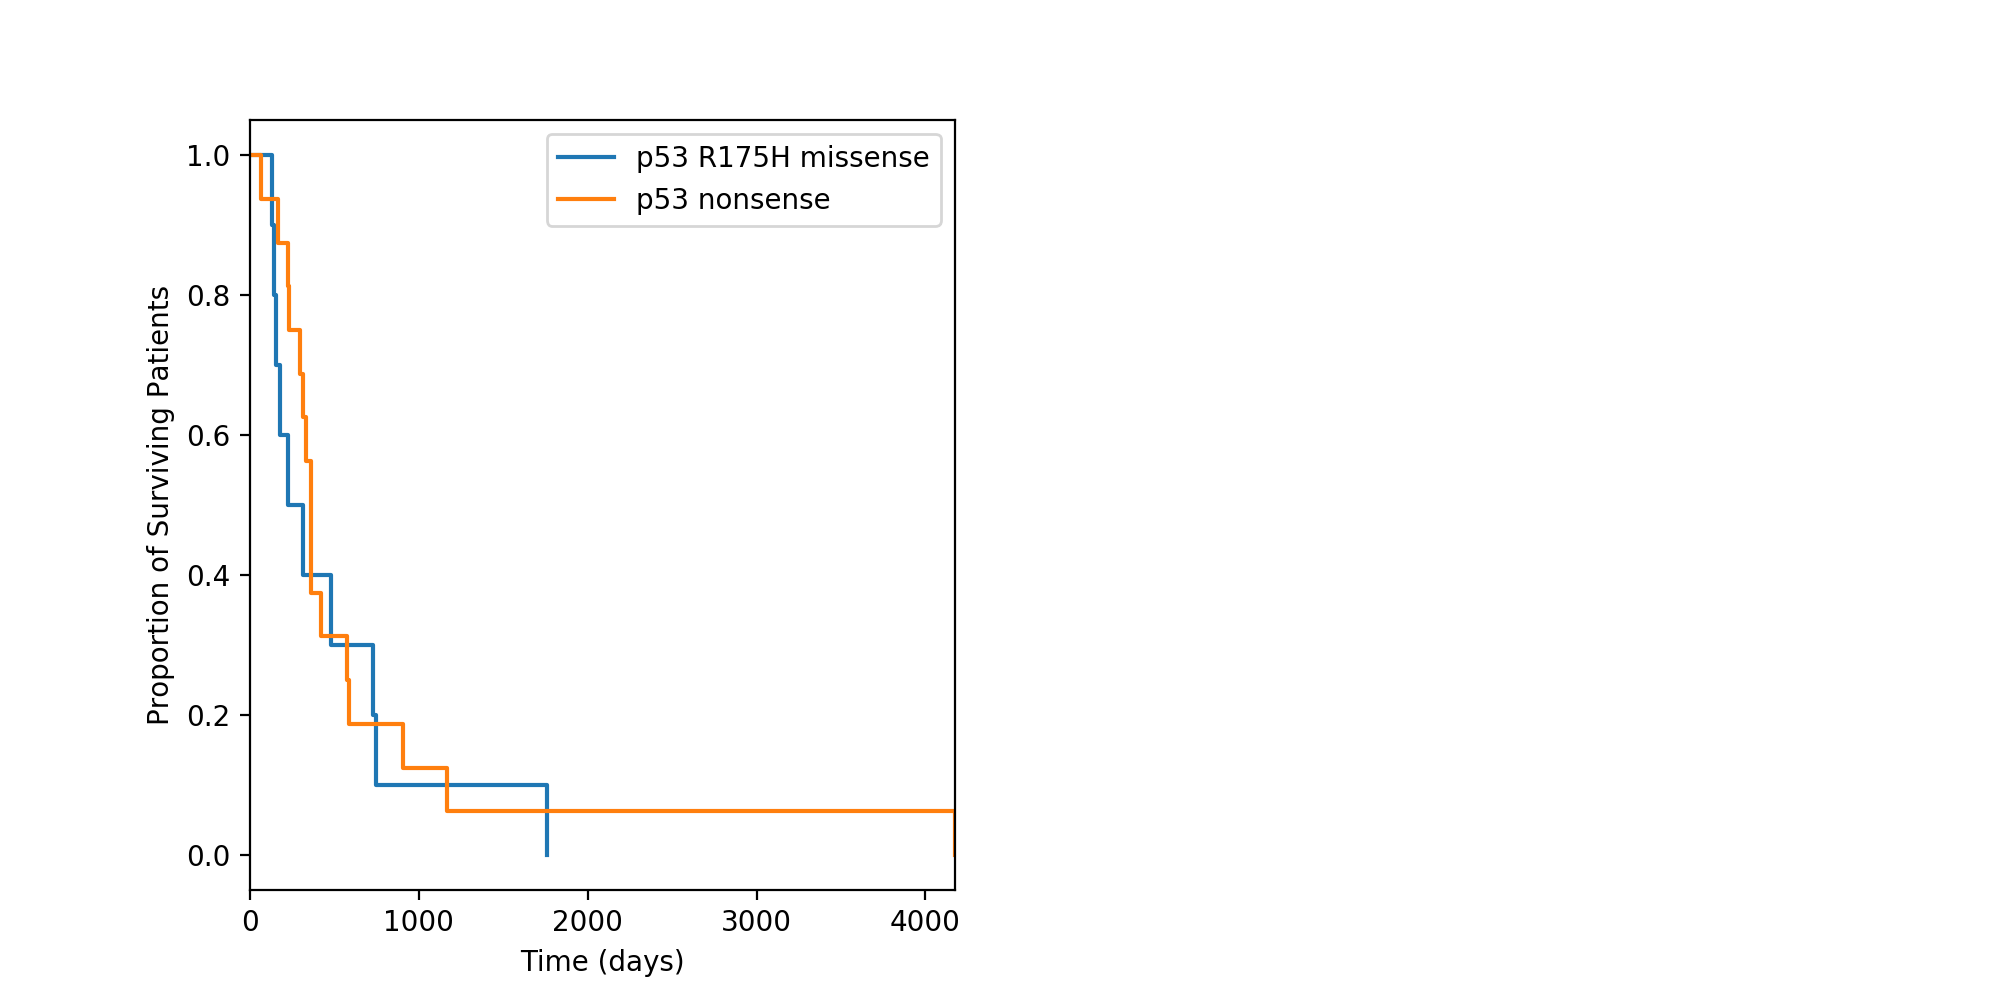 p53 R175H missense
p53 nonsense
Proportion of Surviving Patients
1.0
0.8
0.6
0.4
0.2
0.0
0 1000 2000 3000 4000
Time (days)